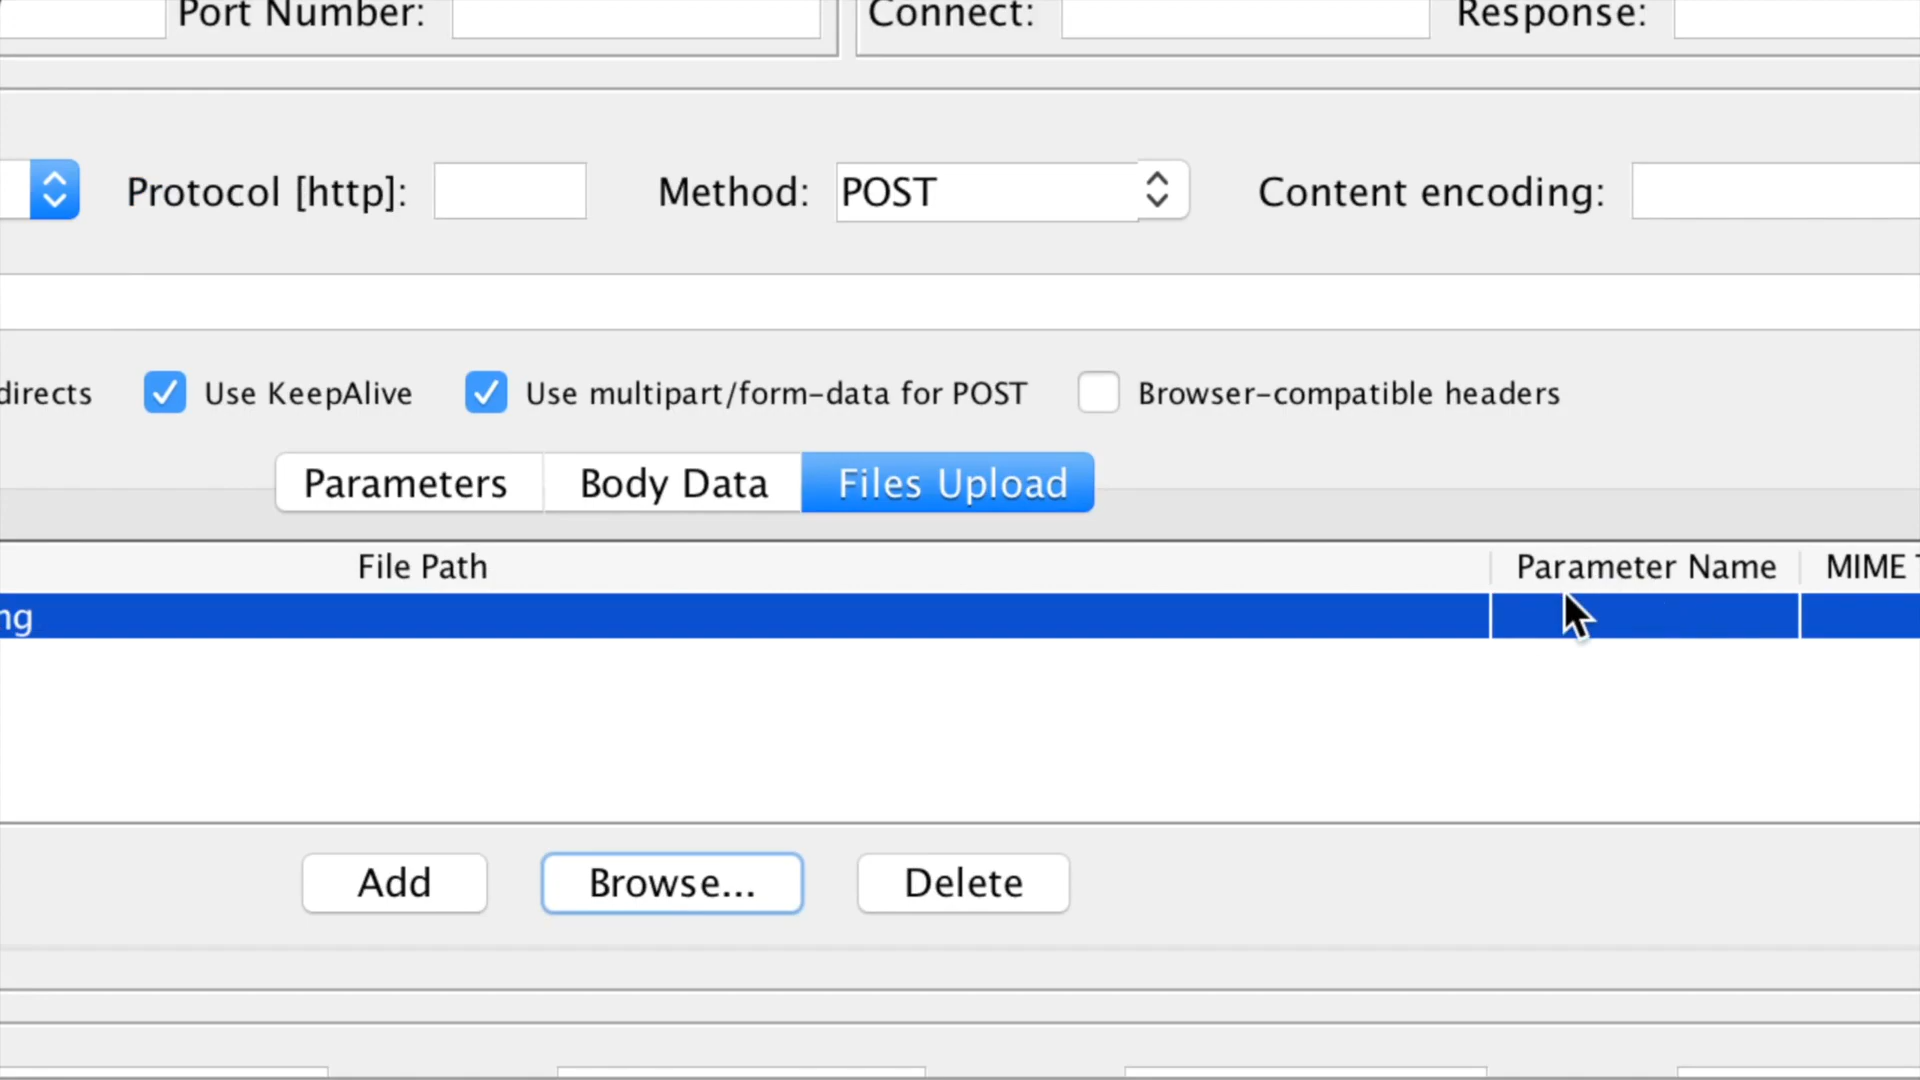 Port Number: Connect: Response:
Protocol [http]: Method: POST Content encoding:
directs Use KeepAlive Use multipart/form-data for POST Browser-compatible headers
Parameters Body Data Files Upload
File Path Parameter Name MIME T
ng
Add Browse... Delete